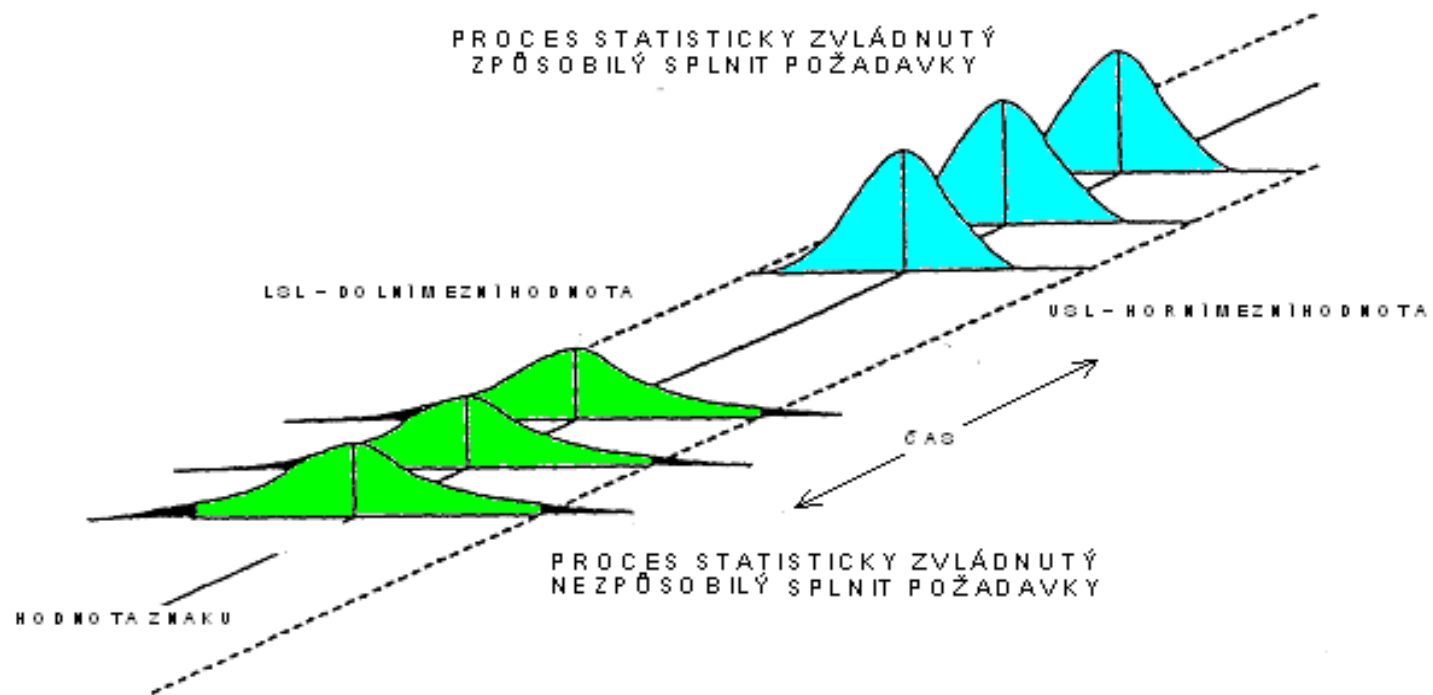 PROCES STATISTICKY ZVLÁDNUTÝ
ZPŮSOBILÝ SPLNIT POŽADAVKY
LSL – DOLNÍ MEZNÍ HODNOTA
USL – HORNÍ MEZNÍ HODNOTA
ČAS
PROCES STATISTICKY ZVLÁDNUTÝ
NEZPŮSOBILÝ SPLNIT POŽADAVKY
HODNOTA ZNAKU